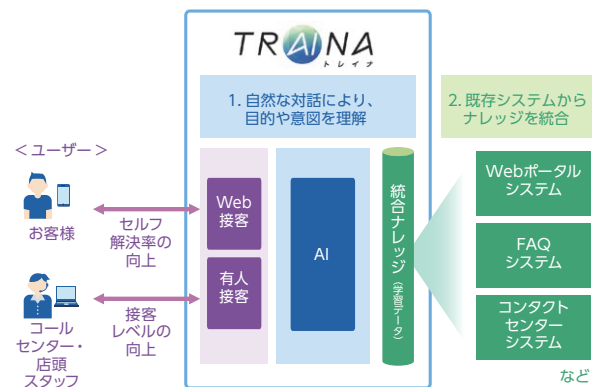 TRAINA
トレイナ
1. 自然な対話により、
目的や意図を理解
2. 既存システムから
ナレッジを統合
＜ユーザー＞
お客様
セルフ
解決率の
向上
コール
センター・
店頭
スタッフ
接客
レベルの
向上
Web
接客
有人
接客
AI
統合ナレッジ（学習データ）
Webポータル
システム
FAQ
システム
コンタクト
センター
システム
など